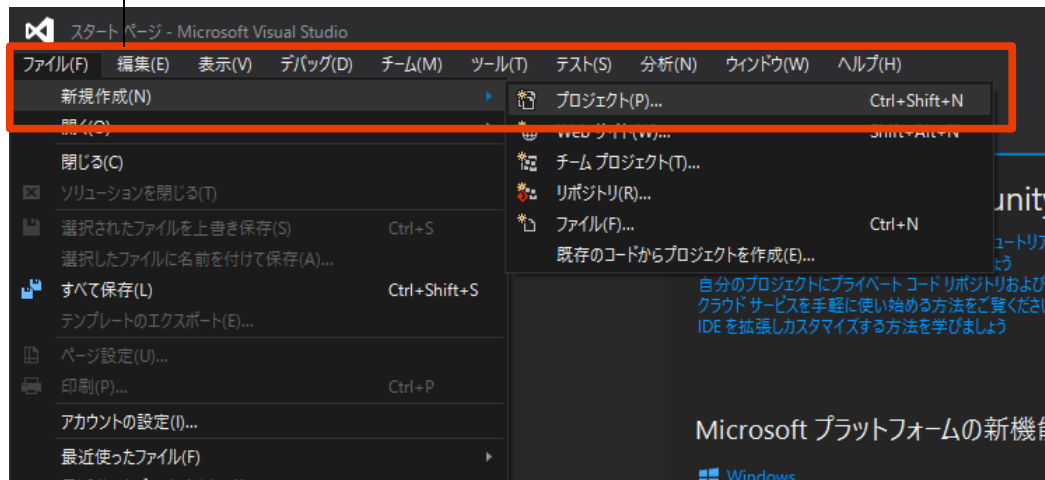 スタート ページ - Microsoft Visual Studio
ファイル(F) 編集(E) 表示(V) デバッグ(D) チーム(M) ツール(T) テスト(S) 分析(N) ウィンドウ(W) ヘルプ(H)
新規作成(N)
プロジェクト(P)... Ctrl+Shift+N
開く(O)
Web サイト(W)... Shift+Alt+N
閉じる(C)
チーム プロジェクト(T)...
ソリューションを閉じる(T)
リポジトリ(R)...
選択されたファイルを上書き保存(S) Ctrl+S
ファイル(F)... Ctrl+N
選択したファイルに名前を付けて保存(A)...
既存のコードからプロジェクトを作成(E)...
すべて保存(L) Ctrl+Shift+S
テンプレートのエクスポート(E)...
ページ設定(U)...
印刷(P)... Ctrl+P
アカウントの設定(I)...
最近使ったファイル(F)
unity
ュートリア
ょう
自分のプロジェクトにプライベート コード リポジトリおよび
クラウド サービスを手軽に使い始める方法をご覧くださ
IDE を拡張しカスタマイズする方法を学びましょう
Microsoft プラットフォームの新機能
Windows